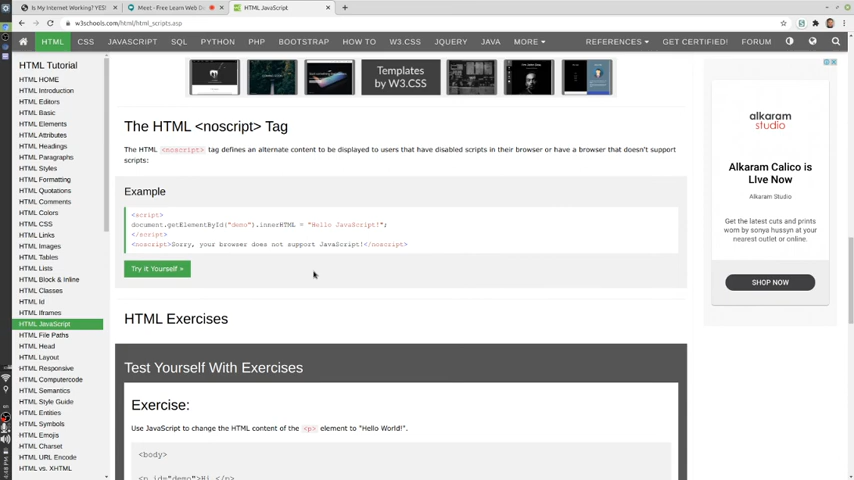 Is My Internet Working? YES!
Meet - Free Learn Web D
HTML JavaScript
w3schools.com/html/html_scripts.asp
HTML CSS JAVASCRIPT SQL PYTHON PHP BOOTSTRAP HOW TO W3.CSS JQUERY JAVA MORE REFERENCES GET CERTIFIED! FORUM
HTML Tutorial
HTML HOME
HTML Introduction
HTML Editors
HTML Basic
HTML Elements
HTML Attributes
HTML Headings
HTML Paragraphs
HTML Styles
HTML Formatting
HTML Quotations
HTML Comments
HTML Colors
HTML CSS
HTML Links
HTML Images
HTML Tables
HTML Lists
HTML Block & Inline
HTML Classes
HTML Id
HTML Iframes
HTML JavaScript
HTML File Paths
HTML Head
HTML Layout
HTML Responsive
HTML Computercode
HTML Semantics
HTML Style Guide
HTML Entities
HTML Symbols
HTML Emojis
HTML Charset
HTML URL Encode
HTML vs. XHTML
Templates
by W3.CSS
The HTML <noscript> Tag
The HTML <noscript> tag defines an alternate content to be displayed to users that have disabled scripts in their browser or have a browser that doesn't support
scripts:
Example
<script>
document.getElementById("demo").innerHTML = "Hello JavaScript!";
</script>
<noscript>Sorry, your browser does not support JavaScript!</noscript>
Try it Yourself >
HTML Exercises
Test Yourself With Exercises
Exercise:
Use JavaScript to change the HTML content of the <p> element to "Hello World!".
<body>
<p id="demo">Hi.</p>
alkaram
studio
Alkaram Calico is
LIve Now
Alkaram Studio
Get the latest cuts and prints
worn by sonya hussyn at your
nearest outlet or online.
SHOP NOW